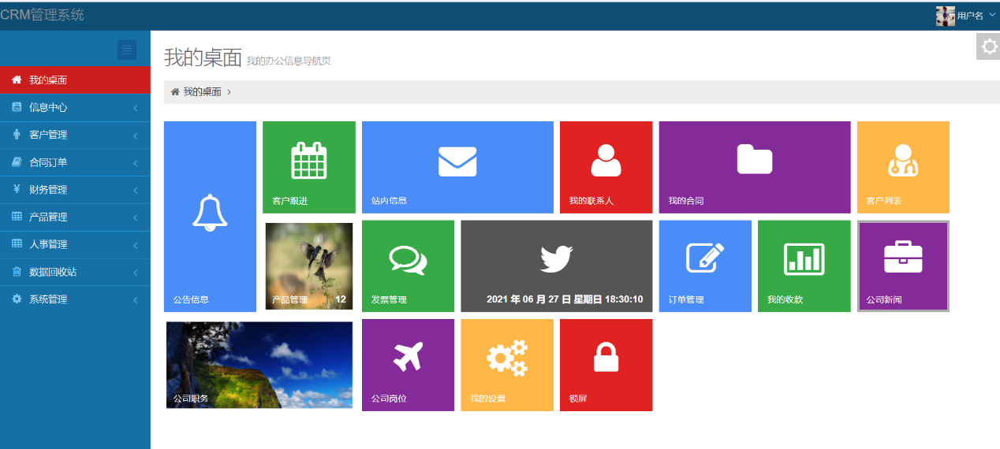 CRM管理系统
用户名
我的桌面
信息中心
客户管理
合同订单
财务管理
产品管理
人事管理
数据回收站
系统管理
我的桌面 我的办公信息导航页
我的桌面
公告信息
客户跟进
站内信息
我的联系人
我的合同
客户列表
产品管理 12
发票管理
2021 年 06 月 27 日 星期日 18:30:10
订单管理
我的收款
公司新闻
公司职务
公司岗位
我的设置
锁屏